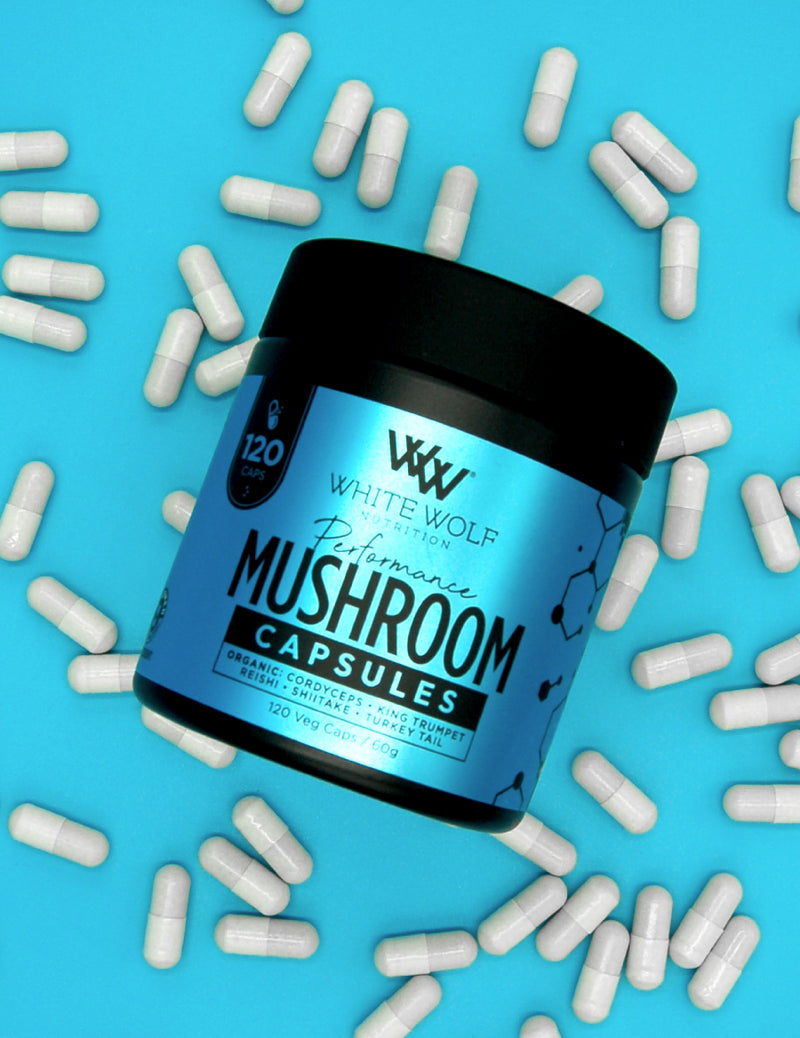 120
CAPS
WW®
WHITE WOLF
NUTRITION
Performance
MUSHROOM
CAPSULES
ORGANIC: CORDYCEPS • KING TRUMPET
REISHI • SHIITAKE • TURKEY TAIL
120 Veg Caps / 60g